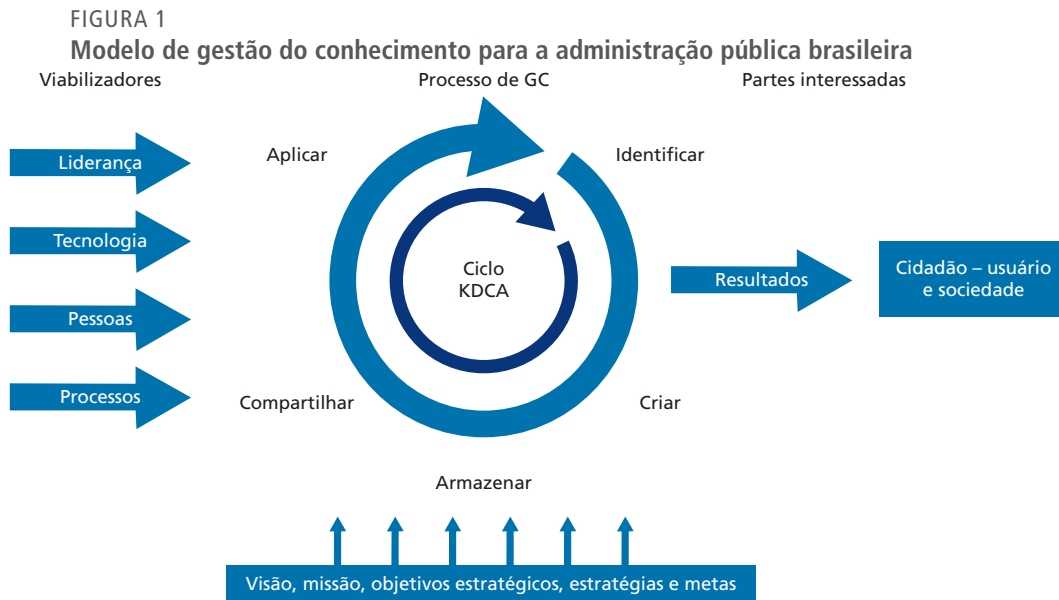 FIGURA 1
Modelo de gestão do conhecimento para a administração pública brasileira
Viabilizadores
Processo de GC
Partes interessadas
Liderança
Tecnologia
Pessoas
Processos
Aplicar
Identificar
Ciclo
KDCA
Compartilhar
Criar
Armazenar
Resultados
Cidadão – usuário
e sociedade
Visão, missão, objetivos estratégicos, estratégias e metas